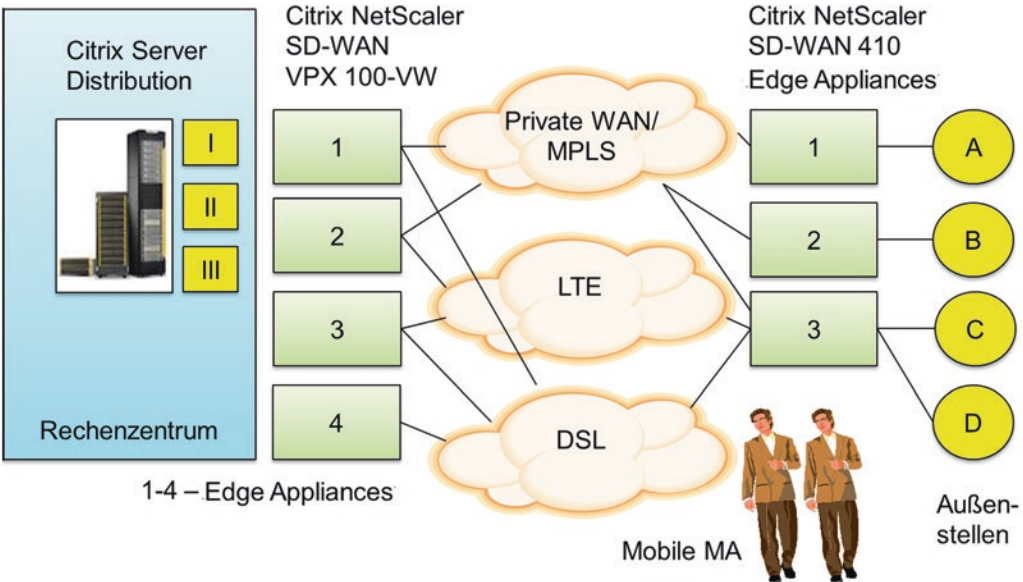 Citrix Server
Distribution
I
II
III
Rechenzentrum
Citrix NetScaler
SD-WAN
VPX 100-VW
1
2
3
4
1-4 – Edge Appliances
Private WAN/
MPLS
LTE
DSL
Citrix NetScaler
SD-WAN 410
Edge Appliances
1
2
3
A
B
C
D
Mobile MA
Außen-
stellen